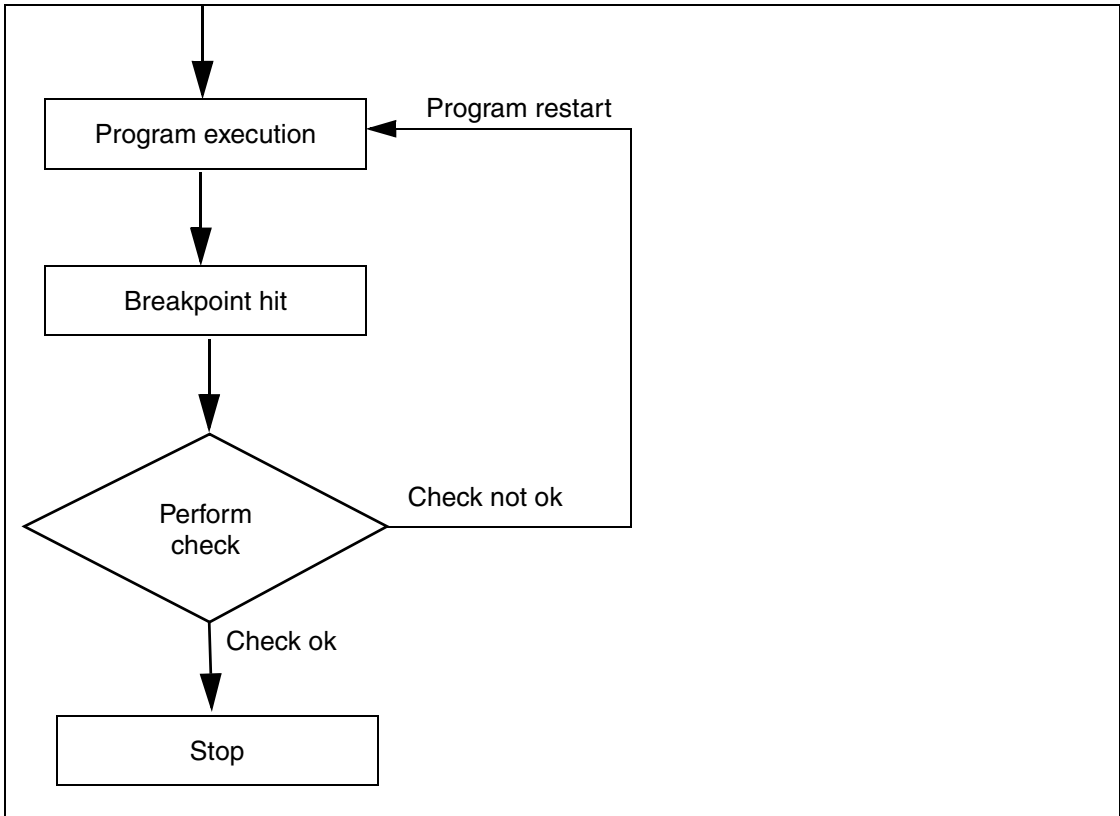 Program restart
Program execution
Breakpoint hit
Check not ok
Perform
check
Check ok
Stop